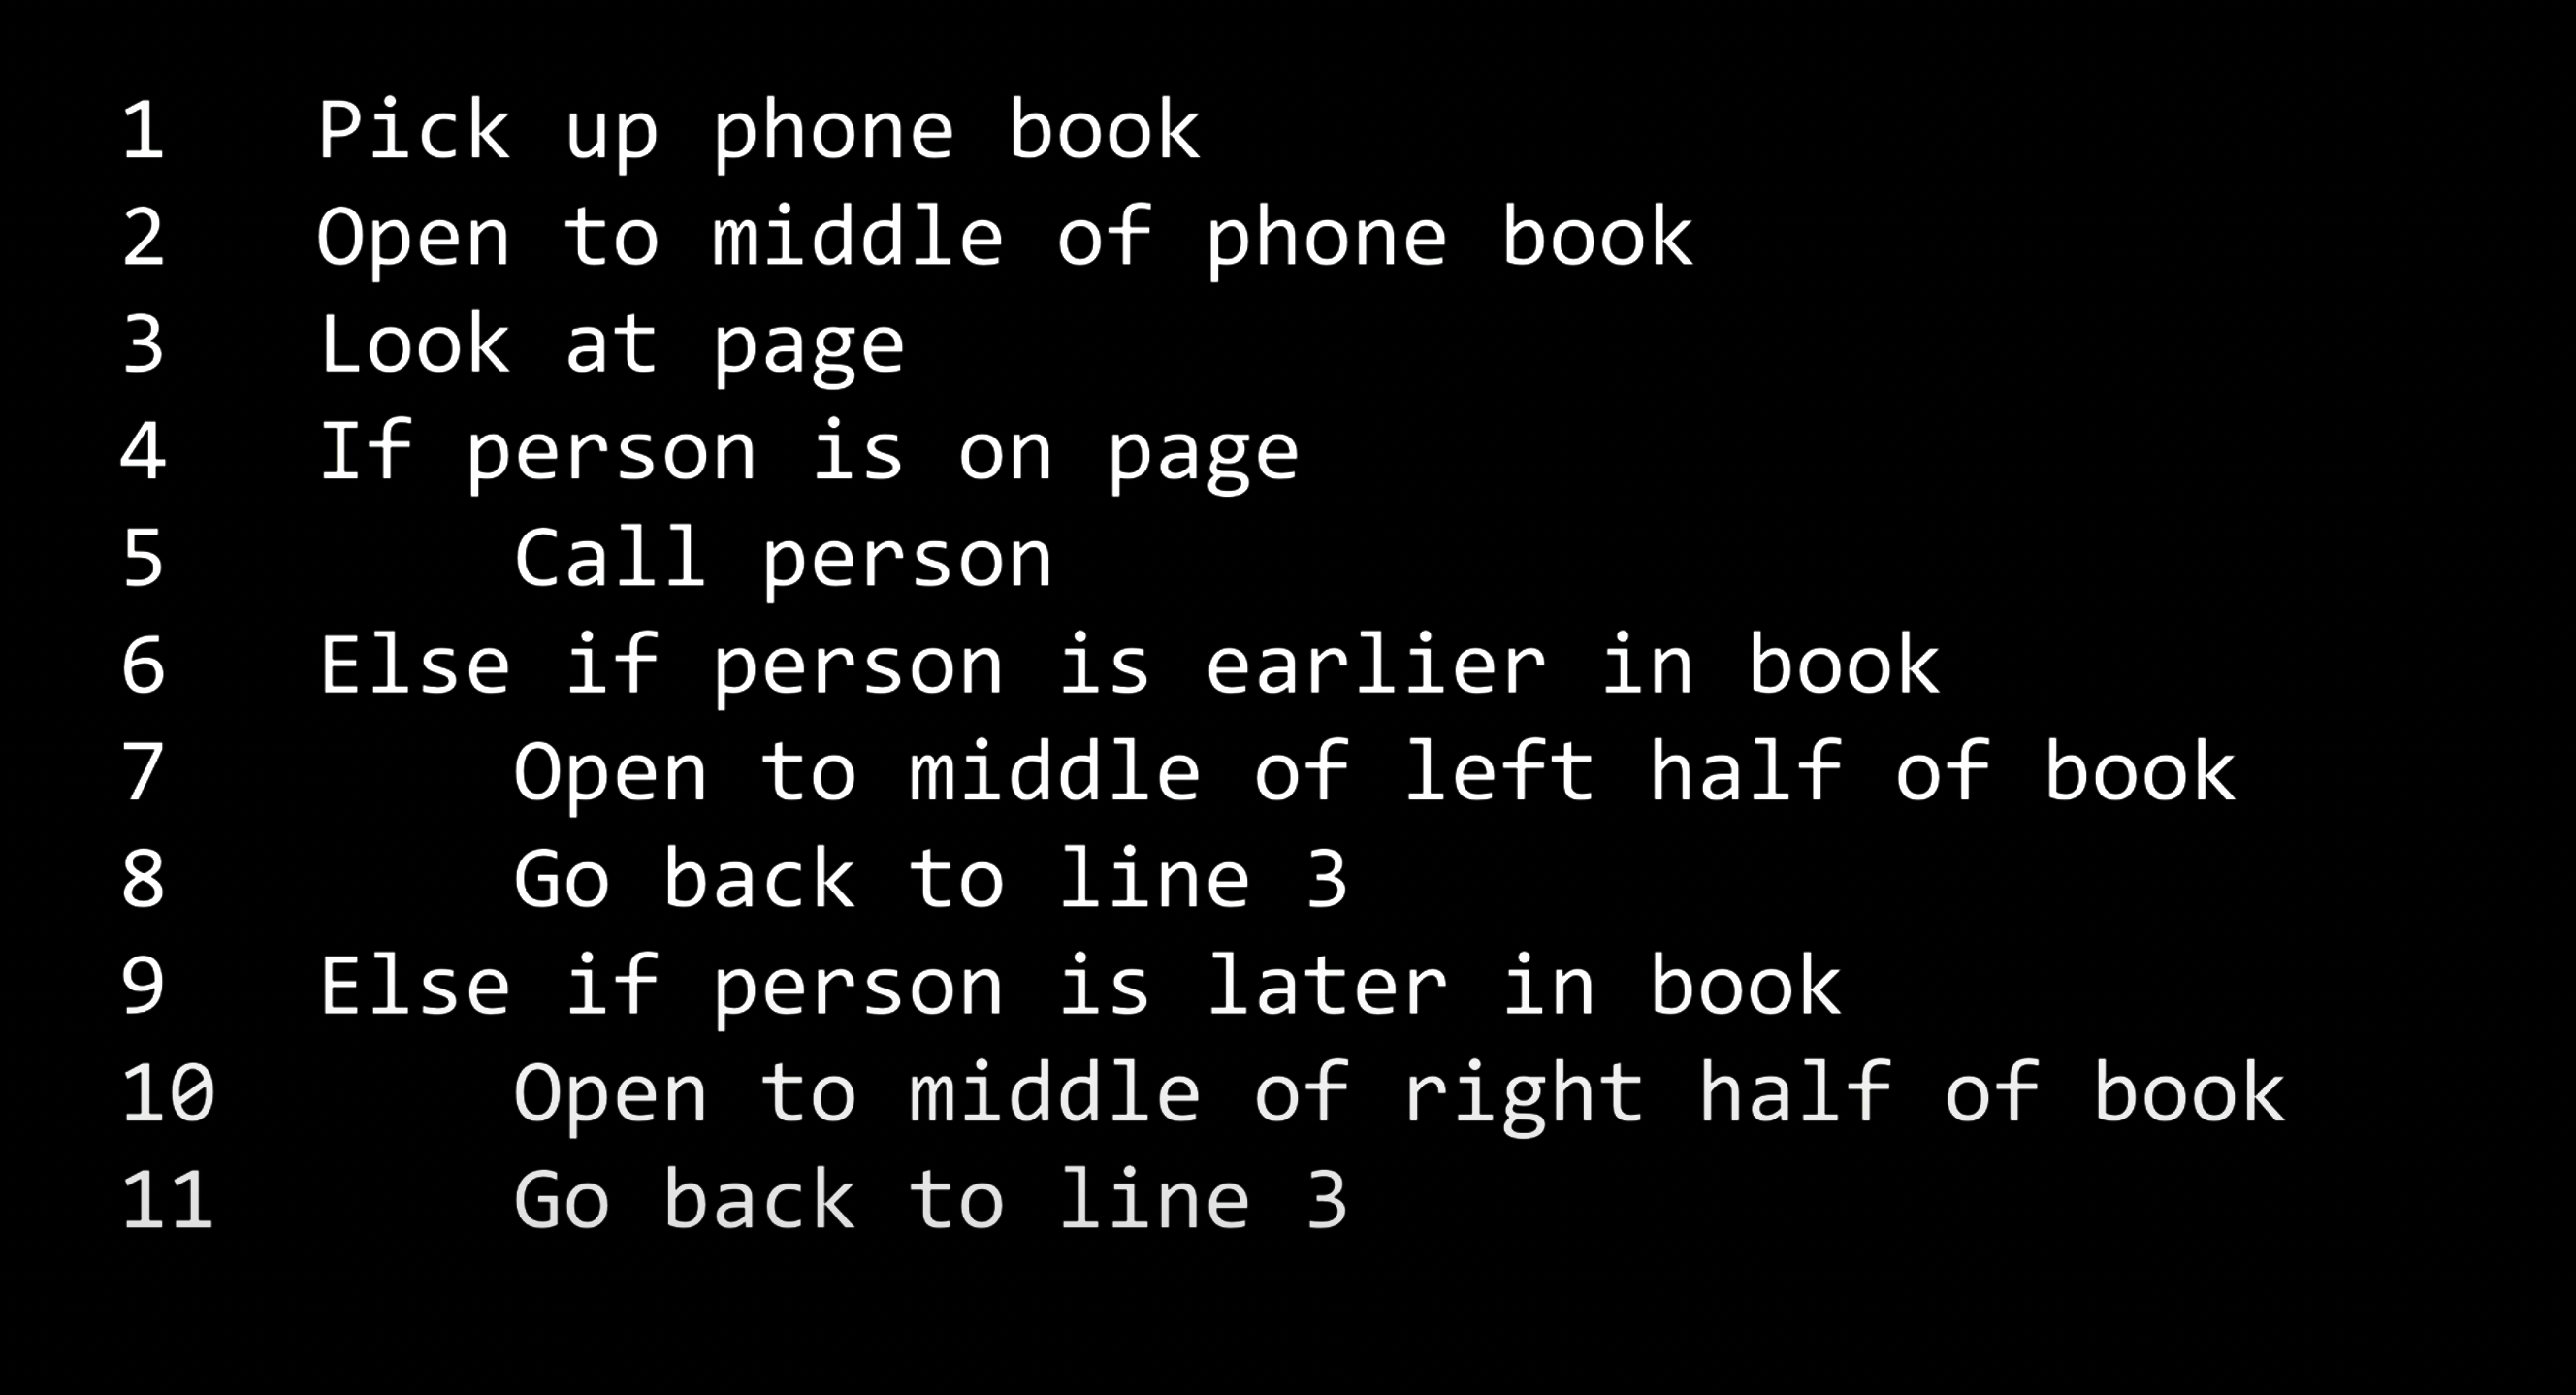 1 Pick up phone book
2 Open to middle of phone book
3 Look at page
4 If person is on page
5     Call person
6 Else if person is earlier in book
7     Open to middle of left half of book
8     Go back to line 3
9 Else if person is later in book
10     Open to middle of right half of book
11     Go back to line 3